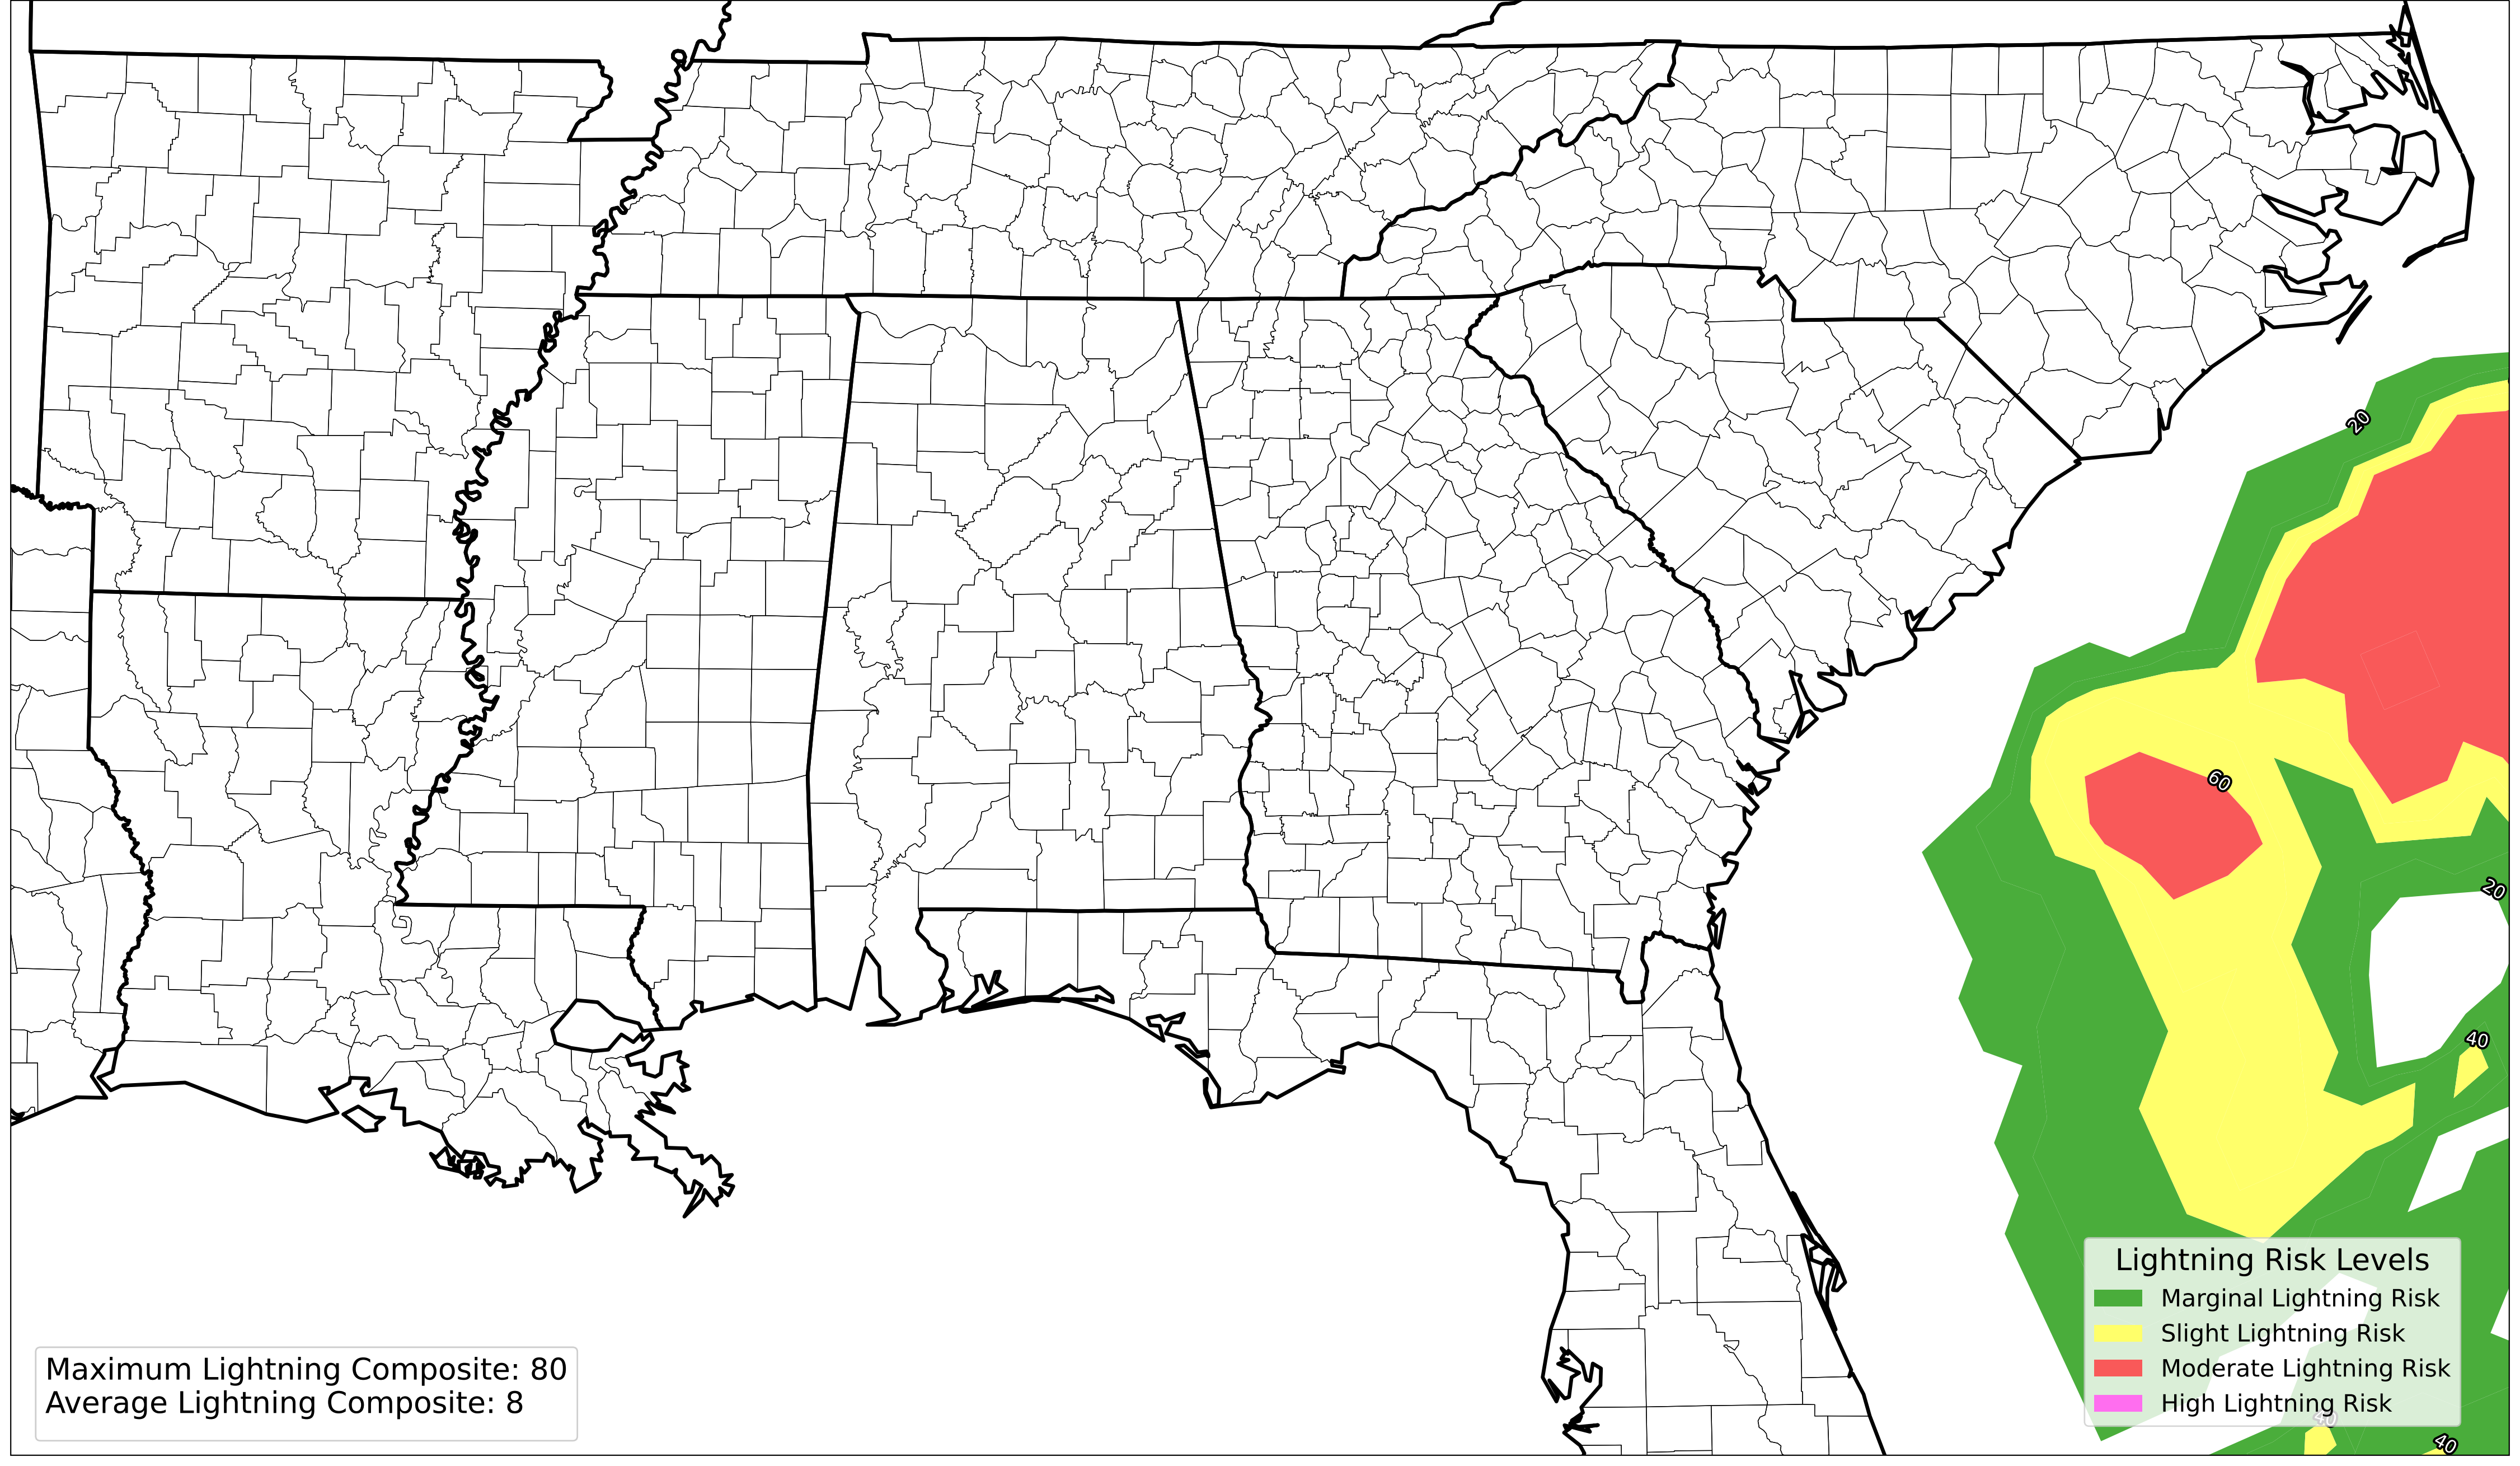 20
60
20
40
Lightning Risk Levels
Marginal Lightning Risk
Slight Lightning Risk
Moderate Lightning Risk
High Lightning Risk
Maximum Lightning Composite: 80
Average Lightning Composite: 8
40
40